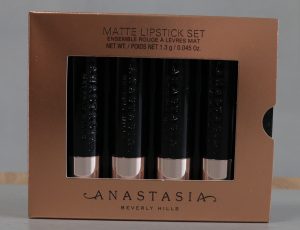 MATTE LIPSTICK SET
ENSEMBLE ROUGE À LÈVRES MAT
NET WT. / POIDS NET 1.3 g / 0.045 Oz.
ANASTASIA
BEVERLY HILLS